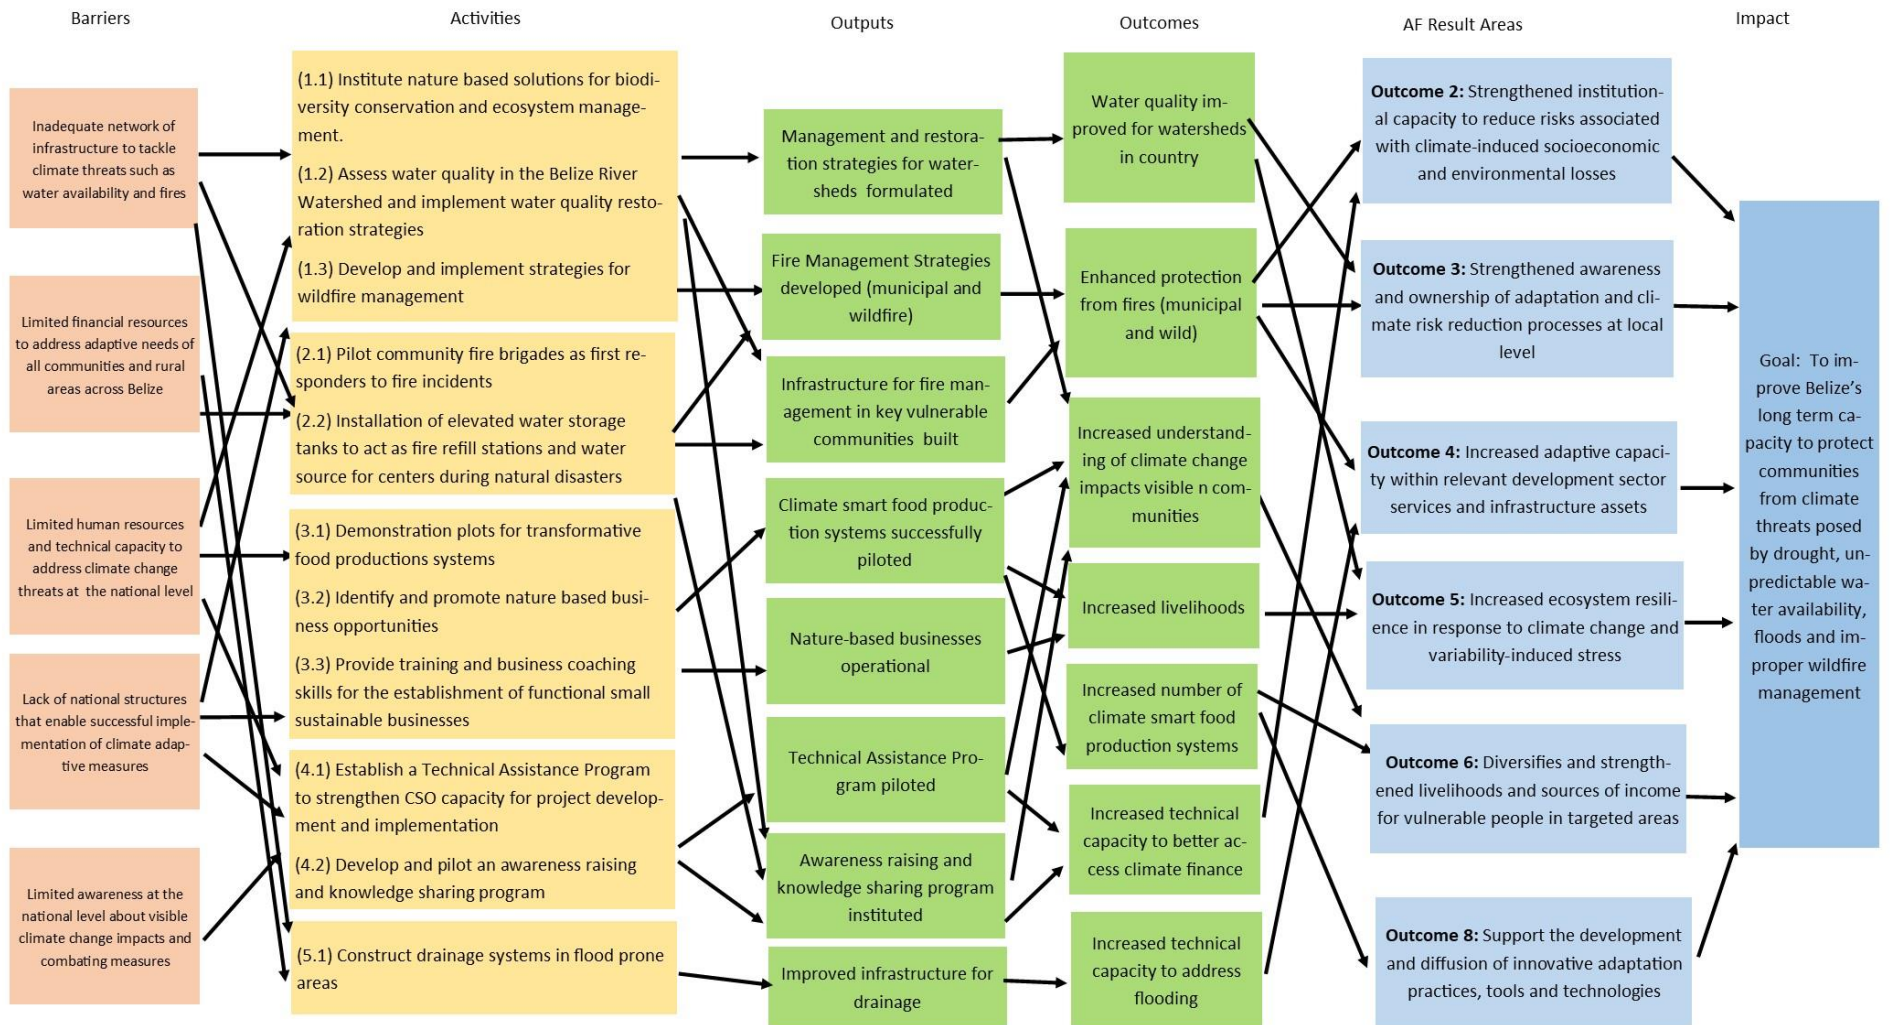 Barriers
Activities
Outputs
Outcomes
AF Result Areas
Impact
Inadequate network of
infrastructure to tackle
climate threats such as
water availability and fires
Limited financial resources
to address adaptive needs of
all communities and rural
areas across Belize
Limited human resources
and technical capacity to
address climate change
threats at the national level
Lack of national structures
that enable successful imple-
mentation of climate adap-
tive measures
Limited awareness at the
national level about visible
climate change impacts and
combating measures
(1.1) Institute nature based solutions for biodi-
versity conservation and ecosystem manage-
ment.
(1.2) Assess water quality in the Belize River
Watershed and implement water quality resto-
ration strategies
(1.3) Develop and implement strategies for
wildfire management
(2.1) Pilot community fire brigades as first re-
sponders to fire incidents
(2.2) Installation of elevated water storage
tanks to act as fire refill stations and water
source for centers during natural disasters
(3.1) Demonstration plots for transformative
food productions systems
(3.2) Identify and promote nature based busi-
ness opportunities
(3.3) Provide training and business coaching
skills for the establishment of functional small
sustainable businesses
(4.1) Establish a Technical Assistance Program
to strengthen CSO capacity for project develop-
ment and implementation
(4.2) Develop and pilot an awareness raising
and knowledge sharing program
(5.1) Construct drainage systems in flood prone
areas
Management and restora-
tion strategies for water-
sheds formulated
Fire Management Strategies
developed (municipal and
wildfire)
Infrastructure for fire man-
agement in key vulnerable
communities built
Climate smart food produc-
tion systems successfully
piloted
Nature-based businesses
operational
Technical Assistance Pro-
gram piloted
Awareness raising and
knowledge sharing program
instituted
Improved infrastructure for
drainage
Water quality im-
proved for watersheds
in country
Enhanced protection
from fires (municipal
and wild)
Increased understand-
ing of climate change
impacts visible n com-
munities
Increased livelihoods
Increased number of
climate smart food
production systems
Increased technical
capacity to better ac-
cess climate finance
Increased technical
capacity to address
flooding
Outcome 2: Strengthened institution-
al capacity to reduce risks associated
with climate-induced socioeconomic
and environmental losses
Outcome 3: Strengthened awareness
and ownership of adaptation and cli-
mate risk reduction processes at local
level
Outcome 4: Increased adaptive capaci-
ty within relevant development sector
services and infrastructure assets
Outcome 5: Increased ecosystem resili-
ence in response to climate change and
variability-induced stress
Outcome 6: Diversifies and strength-
ened livelihoods and sources of income
for vulnerable people in targeted areas
Outcome 8: Support the development
and diffusion of innovative adaptation
practices, tools and technologies
Goal: To im-
prove Belize's
long term ca-
pacity to protect
communities
from climate
threats posed
by drought, un-
predictable wa-
ter availability,
floods and im-
proper wildfire
management